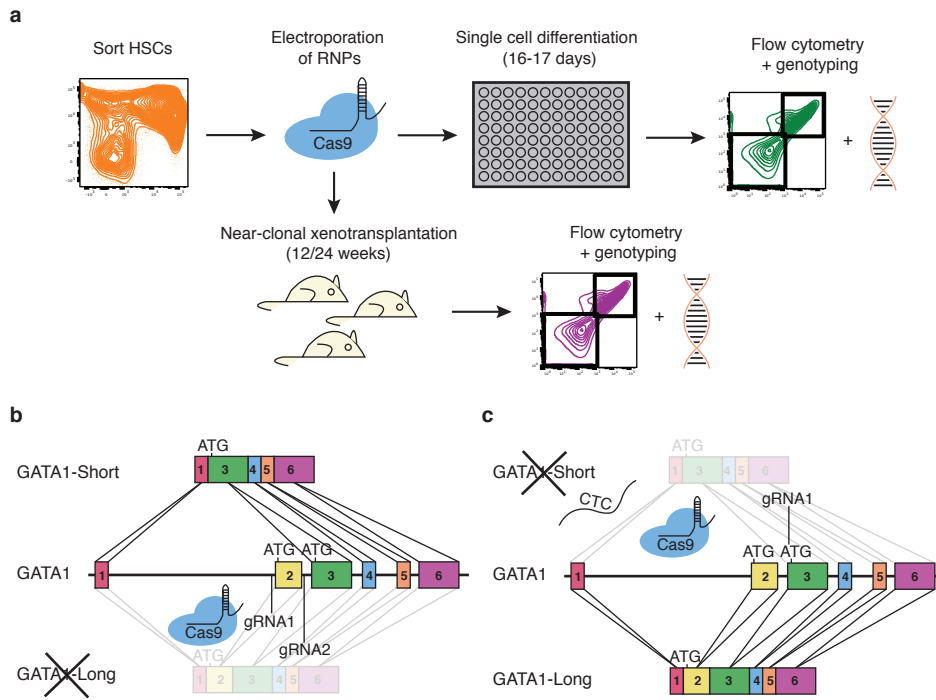 a
Sort HSCs
Electroporation
of RNPs
Single cell differentiation
(16-17 days)
Flow cytometry
+ genotyping
Cas9
+
Near-clonal xenotransplantation
(12/24 weeks)
Flow cytometry
+ genotyping
+
b
ATG
GATA1-Short
1 3 4 5 6
ATG ATG
GATA1
1 2 3 4 5 6
Cas9
gRNA1
gRNA2
ATG
GATA1-Long
1 2 3 4 5 6
c
ATG
GATA1-Short
1 3 4 5 6
CTC
gRNA1
Cas9
ATG ATG
GATA1
1 2 3 4 5 6
ATG
GATA1-Long
1 2 3 4 5 6